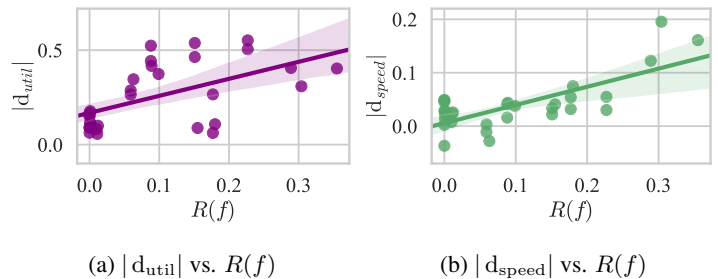 |d_util|
0.5
0.0
0.0 0.1 0.2 0.3
R(f)
|d_speed|
0.2
0.1
0.0
0.0 0.1 0.2 0.3
R(f)
(a) | d_util| vs. R(f)
(b) | d_speed| vs. R(f)